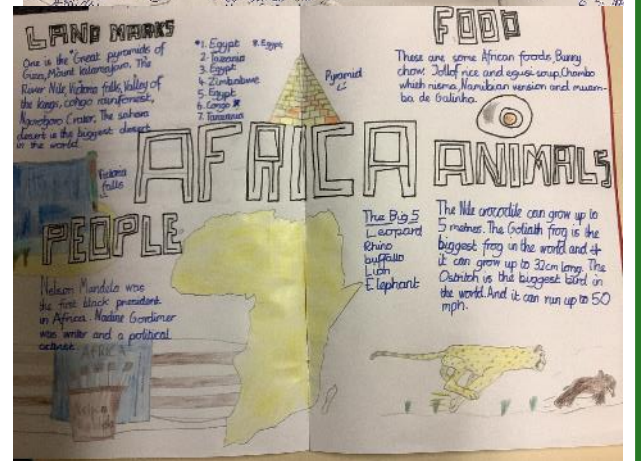 LAND MARKS
One is the Great pyramids of
Giza, Mount kalamajaro, The
River Nile, Victoria falls, Valley of
the kings, congo rainforest,
Ngorogoro Crater. The sahara
desert is the biggest desert
in the world.
*1. Egypt *. Egypt
2. Tanzania
3. Egypt
4. Zimbabwe
5. Egypt
6. Congo *
7. Tanzania
Pyramid
Victoria
falls
FOOD
These are some African foods, Bunny
chow. Jollof rice and egusi soup, Chambo
which nsima, Namibian venison and muam-
ba de Galinha.
AFRICA
ANIMALS
The Big 5
Leopard
Rhino
buffalo
Lion
Elephant
The Nile crocodile can grow up to
5 metres. The Goliath frog is the
biggest frog in the world and
it can grow up to 32cm long. The
Ostritch is the biggest bird in
the world. And it can run up to 50
mph.
PEOPLE
Nelson Mandela was
the first black president
in Africa. Nadine Gordimer
was writer and a political
activist.
AFRICA